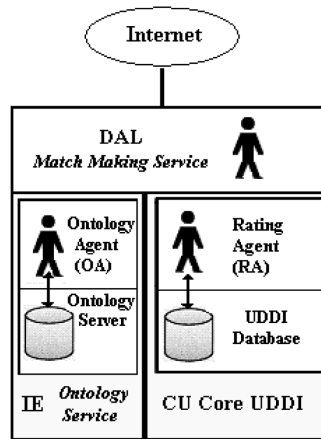 Internet
DAL
Match Making Service
Ontology
Agent
(OA)
Ontology
Server
IE Ontology
Service
Rating
Agent
(RA)
UDDI
Database
CU Core UDDI